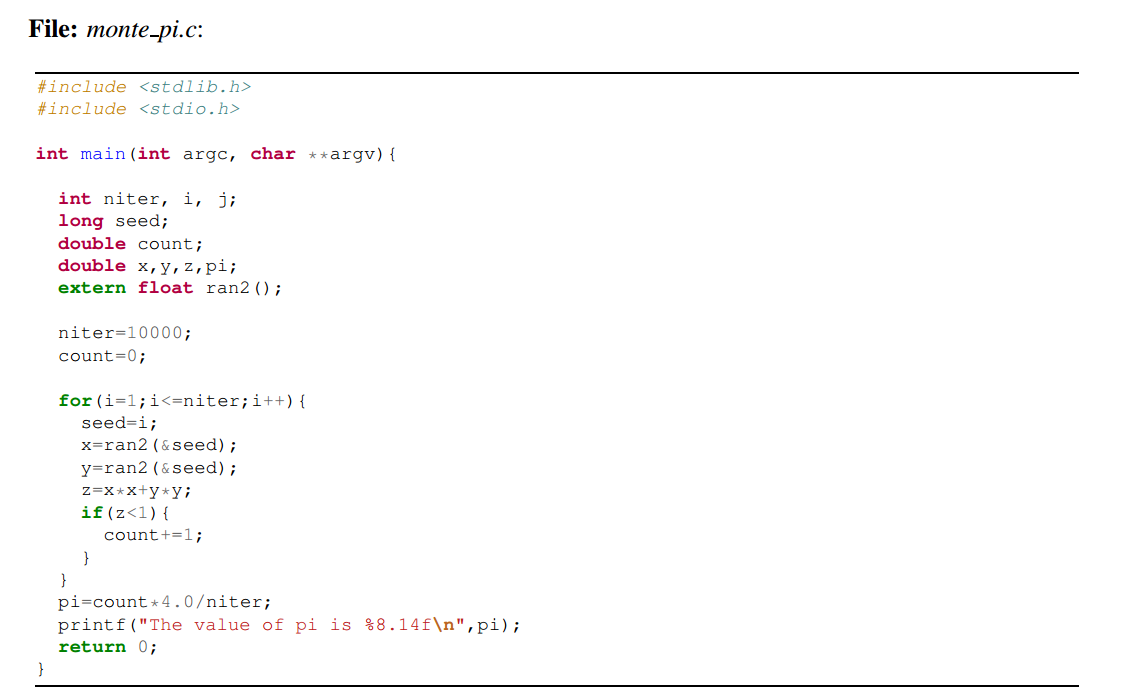 File: monte_pi.c:
#include <stdlib.h>
#include <stdio.h>
int main(int argc, char **argv){
int niter, i, j;
long seed;
double count;
double x,y,z,pi;
extern float ran2();
niter=10000;
count=0;
for(i=1;i<=niter;i++){
seed=i;
x=ran2(&seed);
y=ran2(&seed);
z=x*x+y*y;
if(z<1){
count+=1;
}
}
pi=count*4.0/niter;
printf("The value of pi is %8.14f\n",pi);
return 0;
}